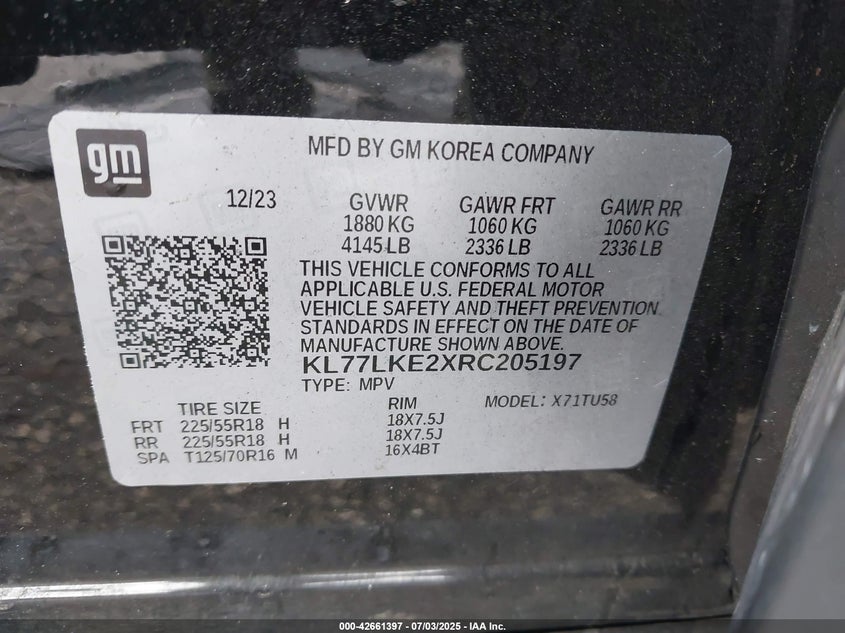 gm
MFD BY GM KOREA COMPANY
12/23 GVWR GAWR FRT GAWR RR
1880 KG 1060 KG 1060 KG
4145 LB 2336 LB 2336 LB
THIS VEHICLE CONFORMS TO ALL
APPLICABLE U.S. FEDERAL MOTOR
VEHICLE SAFETY AND THEFT PREVENTION
STANDARDS IN EFFECT ON THE DATE OF
MANUFACTURE SHOWN ABOVE.
KL77LKE2XRC205197
TYPE: MPV
TIRE SIZE RIM MODEL: X71TU58
FRT 225/55R18 H 18X7.5J
RR 225/55R18 H 18X7.5J
SPA T125/70R16 M 16X4BT
000-42661397 - 07/03/2025 - IAA Inc.